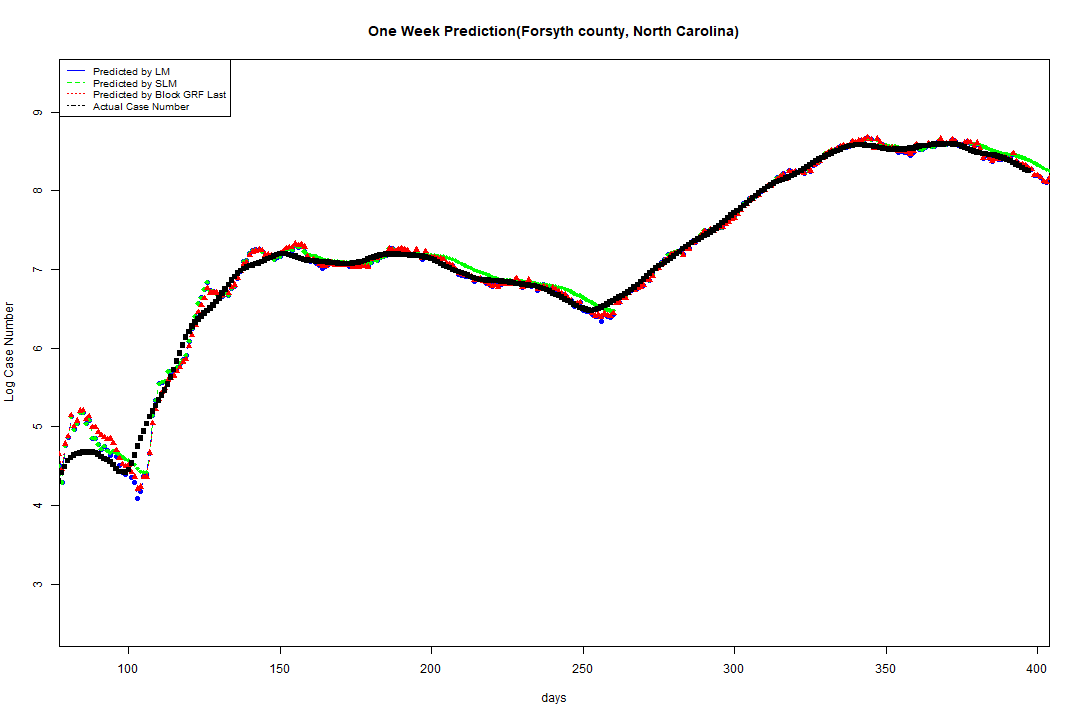 One Week Prediction(Forsyth county, North Carolina)
Predicted by LM
Predicted by SLM
Predicted by Block GRF Last
Actual Case Number
9
8
7
6
5
4
3
Log Case Number
100 150 200 250 300 350 400
days